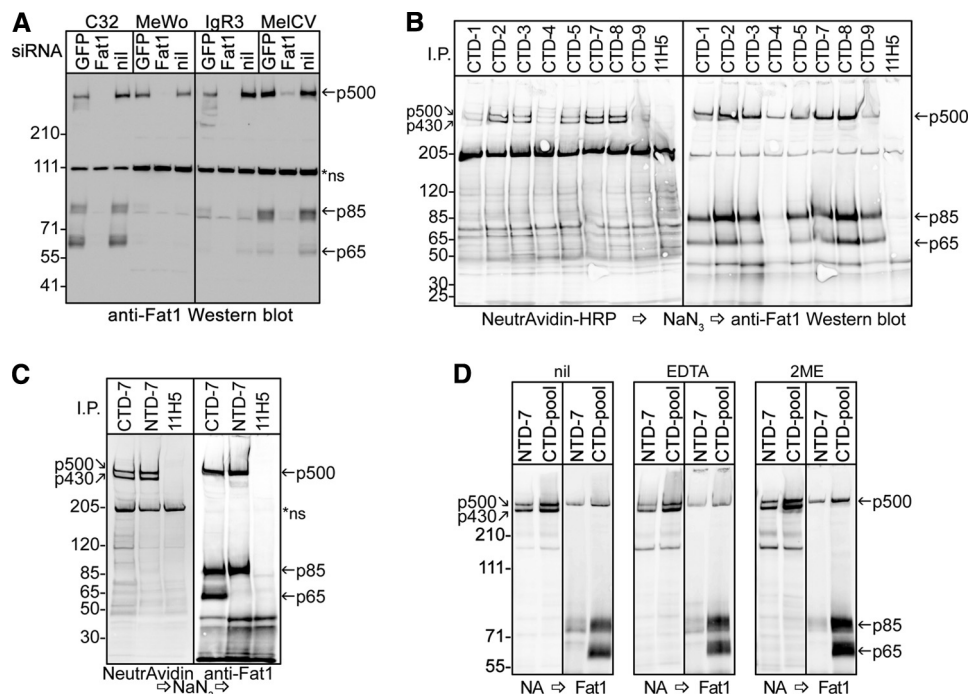 A
C32 MeWo IgR3 MelCV
siRNA
GFP Fat1 nil GFP Fat1 nil GFP Fat1 nil GFP Fat1 nil
←p500
210-
111-
*ns
←p85
71-
←p65
55-
41-
anti-Fat1 Western blot
B
I.P.
CTD-1 CTD-2 CTD-3 CTD-4 CTD-5 CTD-7 CTD-8 CTD-9 11H5
CTD-1 CTD-2 CTD-3 CTD-4 CTD-5 CTD-7 CTD-8 CTD-9 11H5
p500↘
p430↗
←p500
205-
120-
85-
←p85
65-
←p65
50-
30-
25-
NeutrAvidin-HRP ⇨ NaN3 ⇨ anti-Fat1 Western blot
C
I.P.
CTD-7 NTD-7 11H5 CTD-7 NTD-7 11H5
p500↘
p430↗
←p500
205-
*ns
120-
85-
←p85
65-
←p65
50-
30-
NeutrAvidin anti-Fat1
⇨NaN3⇨
D
nil EDTA 2ME
NTD-7 CTD-pool NTD-7 CTD-pool
NTD-7 CTD-pool NTD-7 CTD-pool
NTD-7 CTD-pool NTD-7 CTD-pool
p500↘
p430↗
←p500
210-
111-
←p85
71-
←p65
55-
NA ⇨ Fat1 NA ⇨ Fat1 NA ⇨ Fat1